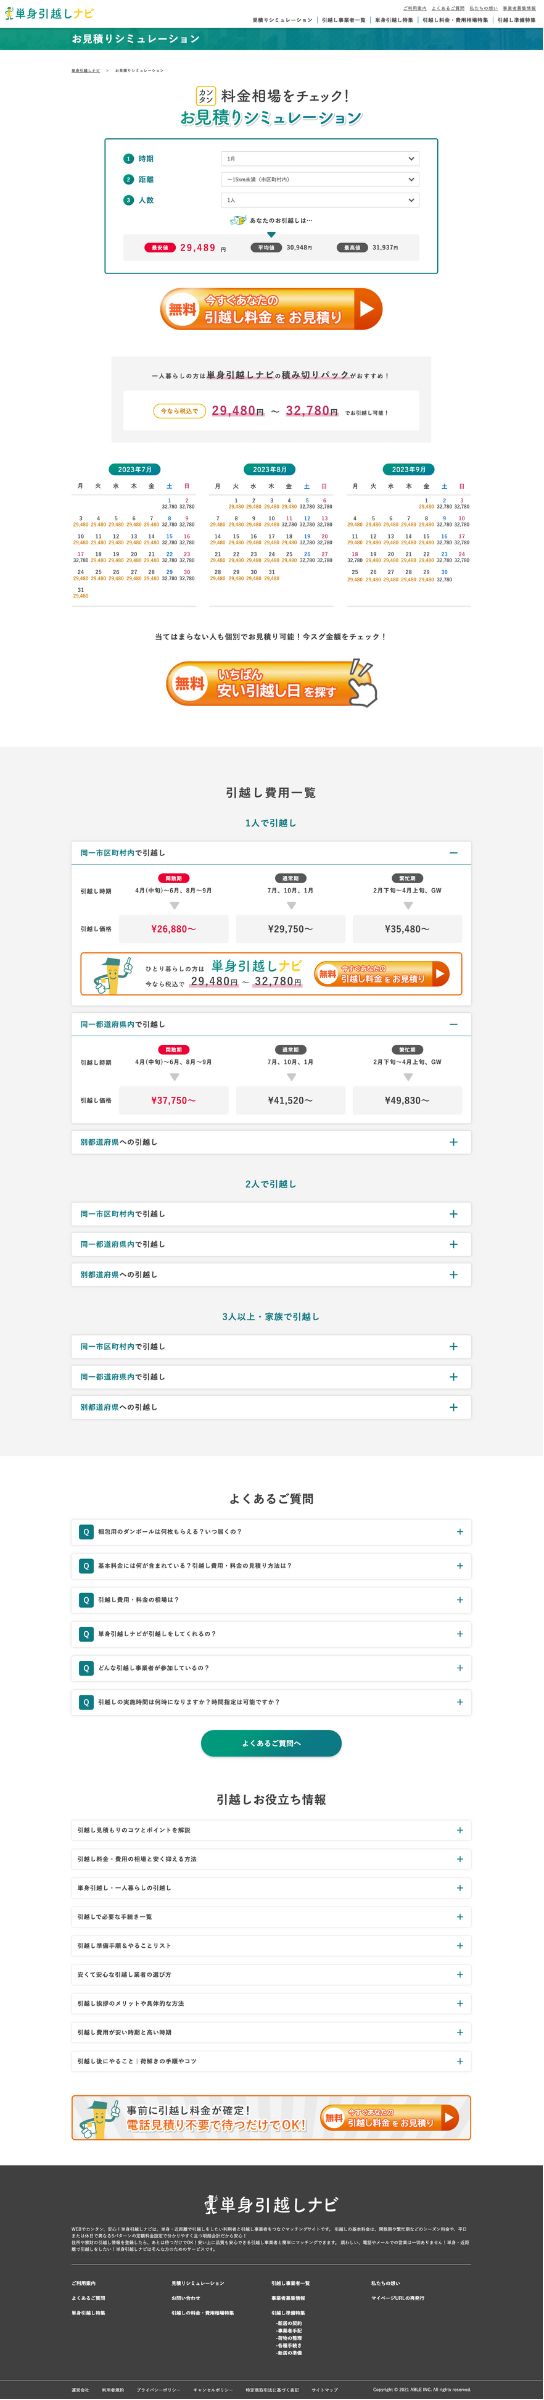 単身引越しナビ
ご利用案内 よくあるご質問 私たちの想い 事業者募集情報
見積りシミュレーション 引越し事業者一覧 単身引越し特集 引越し料金・費用相場特集 引越し準備特集
お見積りシミュレーション
単身引越しナビ > お見積りシミュレーション
カンタン 料金相場をチェック!
お見積りシミュレーション
1 時期 1月
2 距離 〜15km未満（市区町村内）
3 人数 1人
あなたのお引越しは…
最安値 29,489 円 平均値 30,948円 最高値 31,937円
無料 今すぐあなたの
引越し料金 を お見積り
一人暮らしの方は単身引越しナビの積み切りパックがおすすめ！
今なら税込で 29,480円 〜 32,780円 でお引越し可能！
2023年7月
月 火 水 木 金 土 日
1 2
32,780 32,780
3 4 5 6 7 8 9
29,480 29,480 29,480 29,480 29,480 32,780 32,780
10 11 12 13 14 15 16
29,480 29,480 29,480 29,480 29,480 32,780 32,780
17 18 19 20 21 22 23
32,780 29,480 29,480 29,480 29,480 32,780 32,780
24 25 26 27 28 29 30
29,480 29,480 29,480 29,480 29,480 32,780 32,780
31
29,480
2023年8月
月 火 水 木 金 土 日
1 2 3 4 5 6
29,480 29,480 29,480 29,480 32,780 32,780
7 8 9 10 11 12 13
29,480 29,480 29,480 29,480 32,780 32,780 32,780
14 15 16 17 18 19 20
29,480 29,480 29,480 29,480 29,480 32,780 32,780
21 22 23 24 25 26 27
29,480 29,480 29,480 29,480 29,480 32,780 32,780
28 29 30 31
29,480 29,480 29,480 29,480
2023年9月
月 火 水 木 金 土 日
1 2 3
29,480 32,780 32,780
4 5 6 7 8 9 10
29,480 29,480 29,480 29,480 29,480 32,780 32,780
11 12 13 14 15 16 17
29,480 29,480 29,480 29,480 29,480 32,780 32,780
18 19 20 21 22 23 24
32,780 29,480 29,480 29,480 29,480 32,780 32,780
25 26 27 28 29 30
29,480 29,480 29,480 29,480 29,480 32,780
当てはまらない人も個別でお見積り可能！今スグ金額をチェック！
無料 いちばん
安い引越し日 を探す
引越し費用一覧
1人で引越し
同一市区町村内で引越し
引越し時期
閑散期 通常期 繁忙期
4月(中旬)〜6月、8月〜9月 7月、10月、1月 2月下旬〜4月上旬、GW
引越し価格 ¥26,880〜 ¥29,750〜 ¥35,480〜
ひとり暮らしの方は 単身引越しナビ
今なら税込で 29,480円 〜 32,780円
無料 今すぐあなたの
引越し料金 を お見積り
同一都道府県内で引越し
引越し時期
閑散期 通常期 繁忙期
4月(中旬)〜6月、8月〜9月 7月、10月、1月 2月下旬〜4月上旬、GW
引越し価格 ¥37,750〜 ¥41,520〜 ¥49,830〜
別都道府県への引越し
2人で引越し
同一市区町村内で引越し
同一都道府県内で引越し
別都道府県への引越し
3人以上・家族で引越し
同一市区町村内で引越し
同一都道府県内で引越し
別都道府県への引越し
よくあるご質問
Q 梱包用のダンボールは何枚もらえる？いつ届くの？
Q 基本料金には何が含まれている？引越し費用・料金の見積り方法は？
Q 引越し費用・料金の相場は？
Q 単身引越しナビが引越しをしてくれるの？
Q どんな引越し事業者が参加しているの？
Q 引越しの実施時間は何時になりますか？時間指定は可能ですか？
よくあるご質問へ
引越しお役立ち情報
引越し見積もりのコツとポイントを解説
引越し料金・費用の相場と安く抑える方法
単身引越し・一人暮らしの引越し
引越しで必要な手続き一覧
引越し準備手順＆やることリスト
安くて安心な引越し業者の選び方
引越し挨拶のメリットや具体的な方法
引越し費用が安い時期と高い時期
引越し後にやること｜荷解きの手順やコツ
事前に引越し料金が確定！
電話見積り不要で待つだけでOK！
無料 今すぐあなたの
引越し料金 を お見積り
単身引越しナビ
ご利用案内 見積りシミュレーション 引越し事業者一覧 私たちの想い
よくあるご質問 お問い合わせ 事業者募集情報 マイページURLの再発行
単身引越し特集 引越しの料金・費用相場特集 引越し準備特集
-新居の契約
-事業者手配
-荷物の整理
-各種手続き
-新居の準備
運営会社 利用者規約 プライバシーポリシー キャンセルポリシー 特定商取引法に基づく表記 サイトマップ
Copyright © 2021 ABLE INC. All rights reserved.